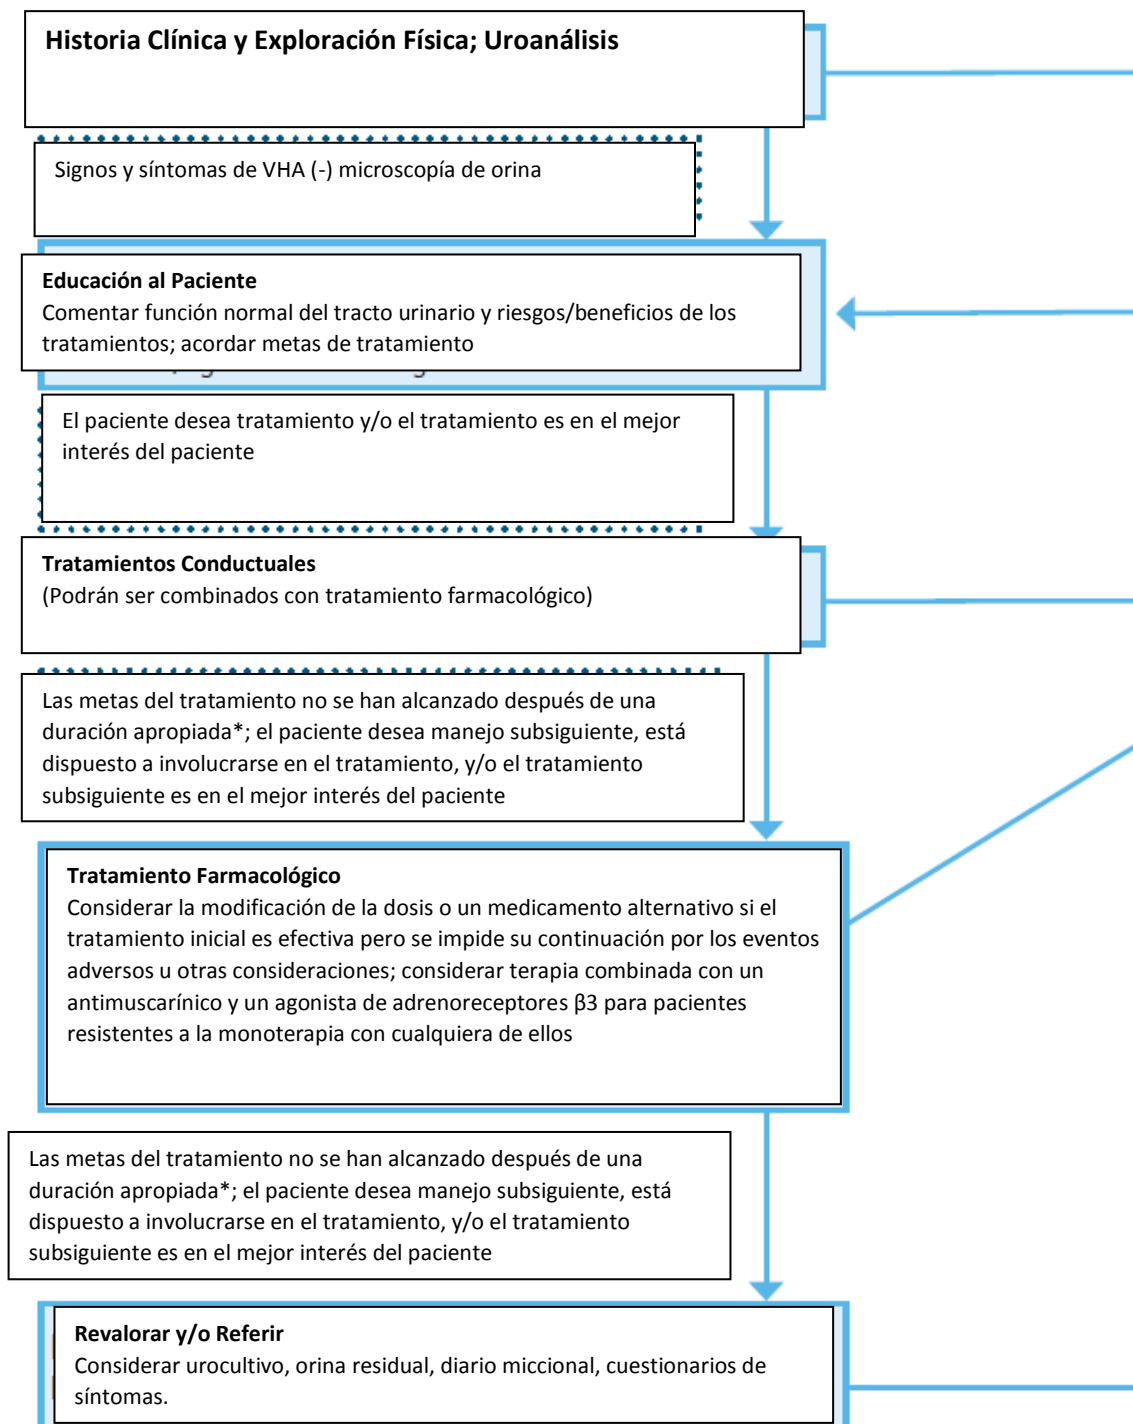 Historia Clínica y Exploración Física; Uroanálisis
Signos y síntomas de VHA (-) microscopía de orina
Educación al Paciente
Comentar función normal del tracto urinario y riesgos/beneficios de los
tratamientos; acordar metas de tratamiento
El paciente desea tratamiento y/o el tratamiento es en el mejor
interés del paciente
Tratamientos Conductuales
(Podrán ser combinados con tratamiento farmacológico)
Las metas del tratamiento no se han alcanzado después de una
duración apropiada*; el paciente desea manejo subsiguiente, está
dispuesto a involucrarse en el tratamiento, y/o el tratamiento
subsiguiente es en el mejor interés del paciente
Tratamiento Farmacológico
Considerar la modificación de la dosis o un medicamento alternativo si el
tratamiento inicial es efectiva pero se impide su continuación por los eventos
adversos u otras consideraciones; considerar terapia combinada con un
antimuscarínico y un agonista de adrenoreceptores β3 para pacientes
resistentes a la monoterapia con cualquiera de ellos
Las metas del tratamiento no se han alcanzado después de una
duración apropiada*; el paciente desea manejo subsiguiente, está
dispuesto a involucrarse en el tratamiento, y/o el tratamiento
subsiguiente es en el mejor interés del paciente
Revalorar y/o Referir
Considerar urocultivo, orina residual, diario miccional, cuestionarios de
síntomas.